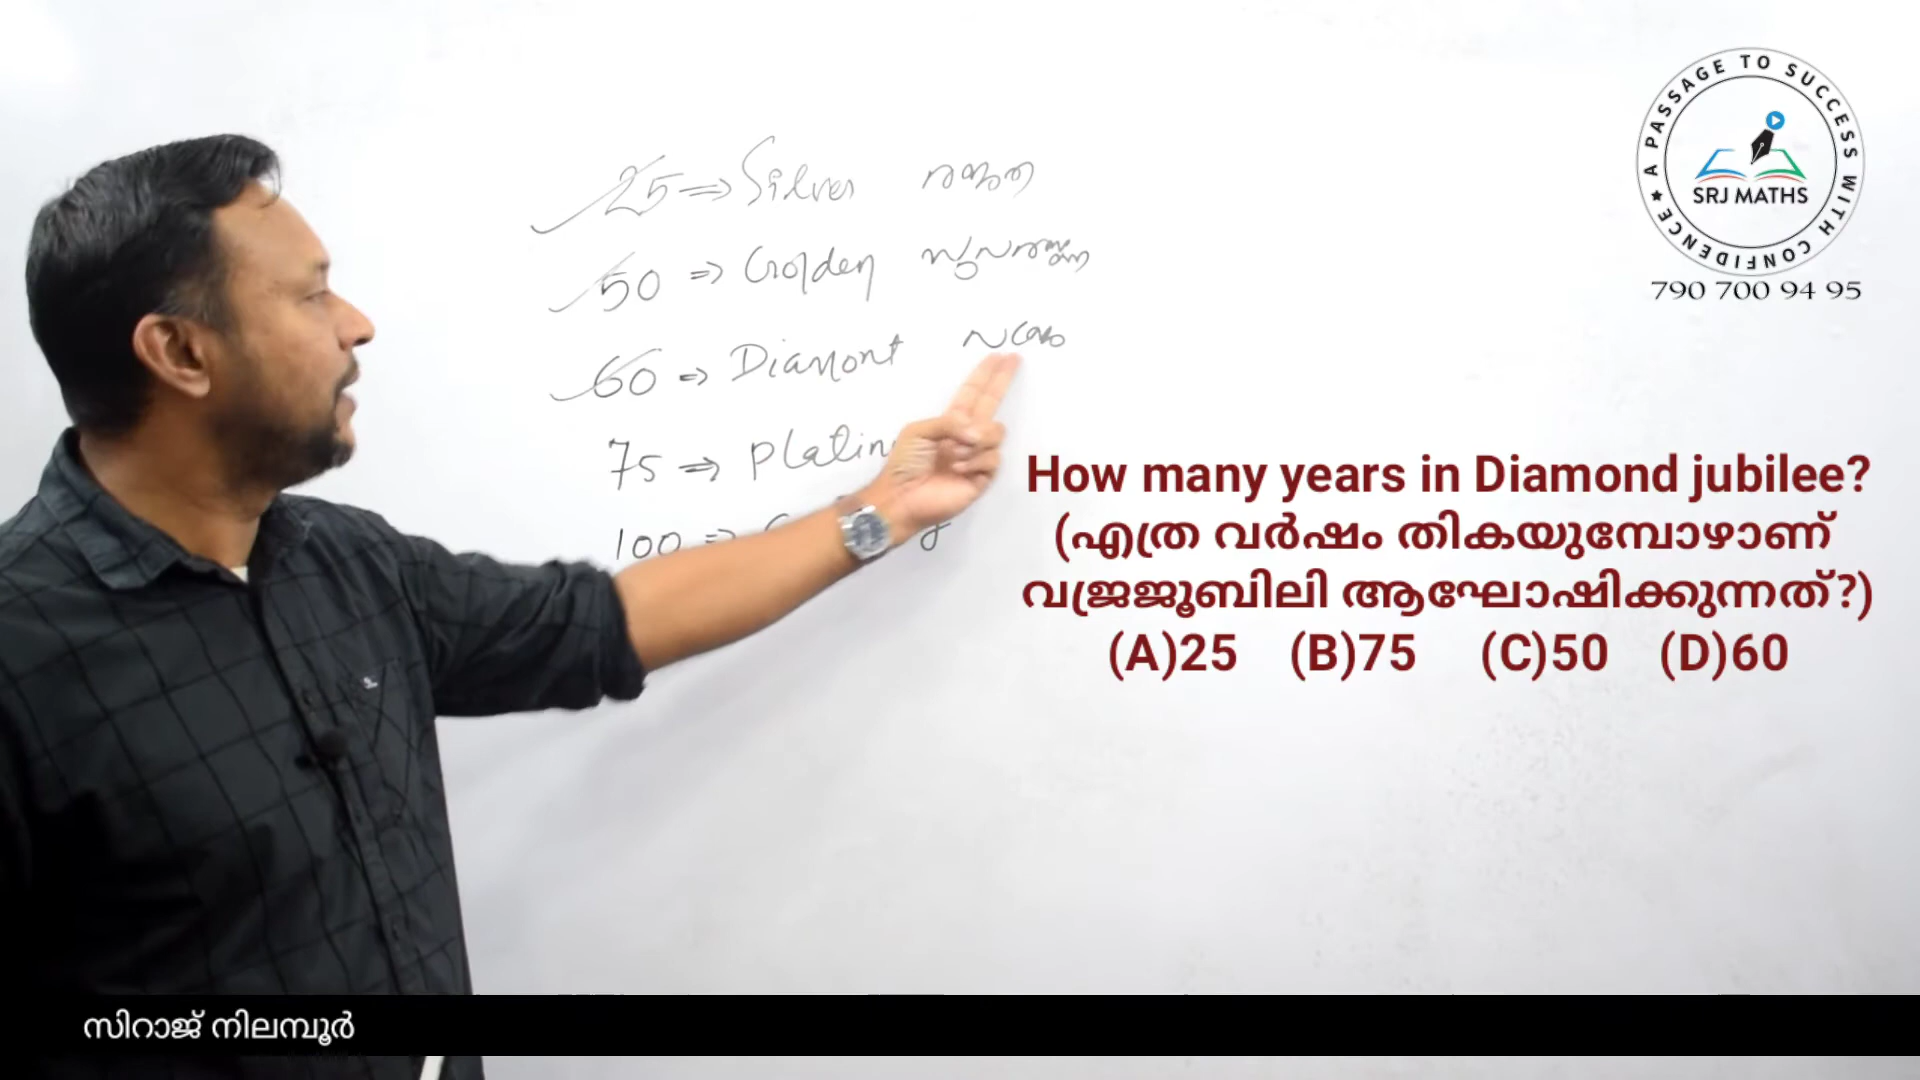 A PASSAGE TO SUCCESS WITH CONFIDENCE
SRJ MATHS
790 700 94 95
25 ⇒ Silver രജത
50 ⇒ Golden സുവർണ്ണ
60 ⇒ Diamont വജ്ര
75 ⇒ Platin
100 ⇒
How many years in Diamond jubilee?
(എത്ര വർഷം തികയുമ്പോഴാണ്
വജ്രജൂബിലി ആഘോഷിക്കുന്നത്?)
(A)25 (B)75 (C)50 (D)60
സിറാജ് നിലമ്പൂർ